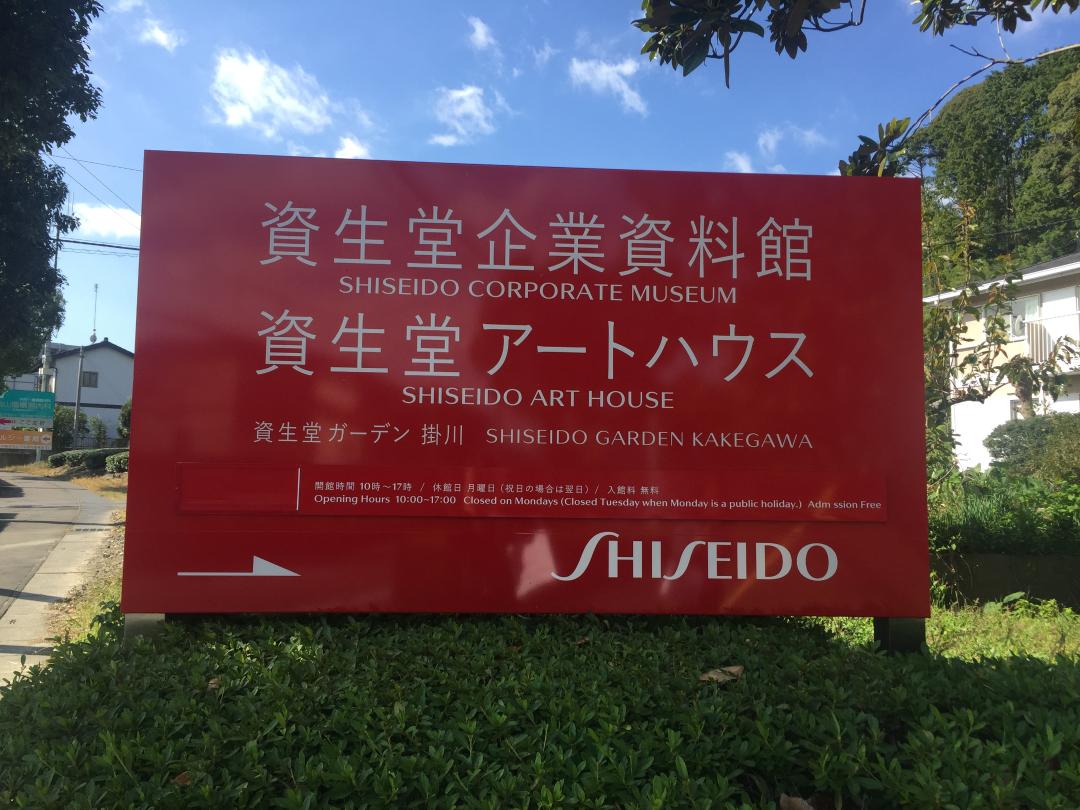 資生堂企業資料館
SHISEIDO CORPORATE MUSEUM
資生堂アートハウス
SHISEIDO ART HOUSE
資生堂 ガーデン 掛川 SHISEIDO GARDEN KAKEGAWA
開館時間 10時〜17時 / 休館日 月曜日 (祝日の場合は翌日) / 入館料 無料
Opening Hours 10:00~17:00 Closed on Mondays (Closed Tuesday when Monday is a public holiday.) Adm ssion Free
SHISEIDO